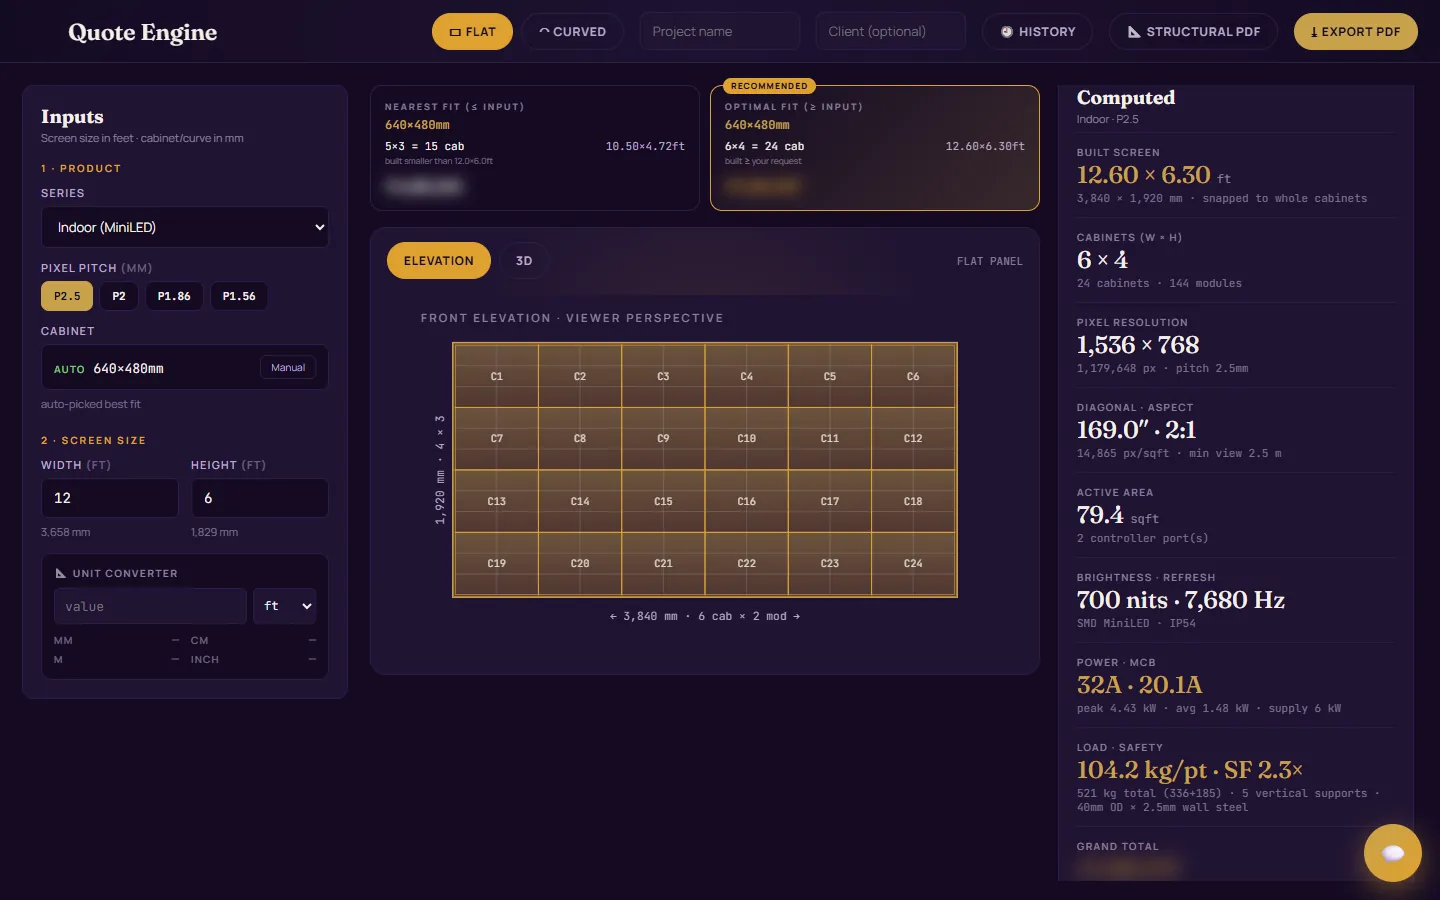 Quote Engine
FLAT
CURVED
Project name
Client (optional)
HISTORY
STRUCTURAL PDF
EXPORT PDF
Inputs
Screen size in feet · cabinet/curve in mm
1 · PRODUCT
SERIES
Indoor (MiniLED)
PIXEL PITCH (MM)
P2.5 P2 P1.86 P1.56
CABINET
AUTO 640×480mm Manual
auto-picked best fit
2 · SCREEN SIZE
WIDTH (FT) HEIGHT (FT)
12 6
3,658 mm 1,829 mm
UNIT CONVERTER
value ft
MM — CM —
M — INCH —
NEAREST FIT (≤ INPUT)
640×480mm
5×3 = 15 cab 10.50×4.72ft
built smaller than 12.0×6.0ft
RECOMMENDED
OPTIMAL FIT (≥ INPUT)
640×480mm
6×4 = 24 cab 12.60×6.30ft
built ≥ your request
ELEVATION 3D FLAT PANEL
FRONT ELEVATION · VIEWER PERSPECTIVE
C1 C2 C3 C4 C5 C6
C7 C8 C9 C10 C11 C12
C13 C14 C15 C16 C17 C18
C19 C20 C21 C22 C23 C24
1,920 mm · 4 × 3
← 3,840 mm · 6 cab × 2 mod →
Computed
Indoor · P2.5
BUILT SCREEN
12.60 × 6.30 ft
3,840 × 1,920 mm · snapped to whole cabinets
CABINETS (W × H)
6 × 4
24 cabinets · 144 modules
PIXEL RESOLUTION
1,536 × 768
1,179,648 px · pitch 2.5mm
DIAGONAL · ASPECT
169.0″ · 2:1
14,865 px/sqft · min view 2.5 m
ACTIVE AREA
79.4 sqft
2 controller port(s)
BRIGHTNESS · REFRESH
700 nits · 7,680 Hz
SMD MiniLED · IP54
POWER · MCB
32A · 20.1A
peak 4.43 kW · avg 1.48 kW · supply 6 kW
LOAD · SAFETY
104.2 kg/pt · SF 2.3×
521 kg total (336+185) · 5 vertical supports ·
40mm OD × 2.5mm wall steel
GRAND TOTAL